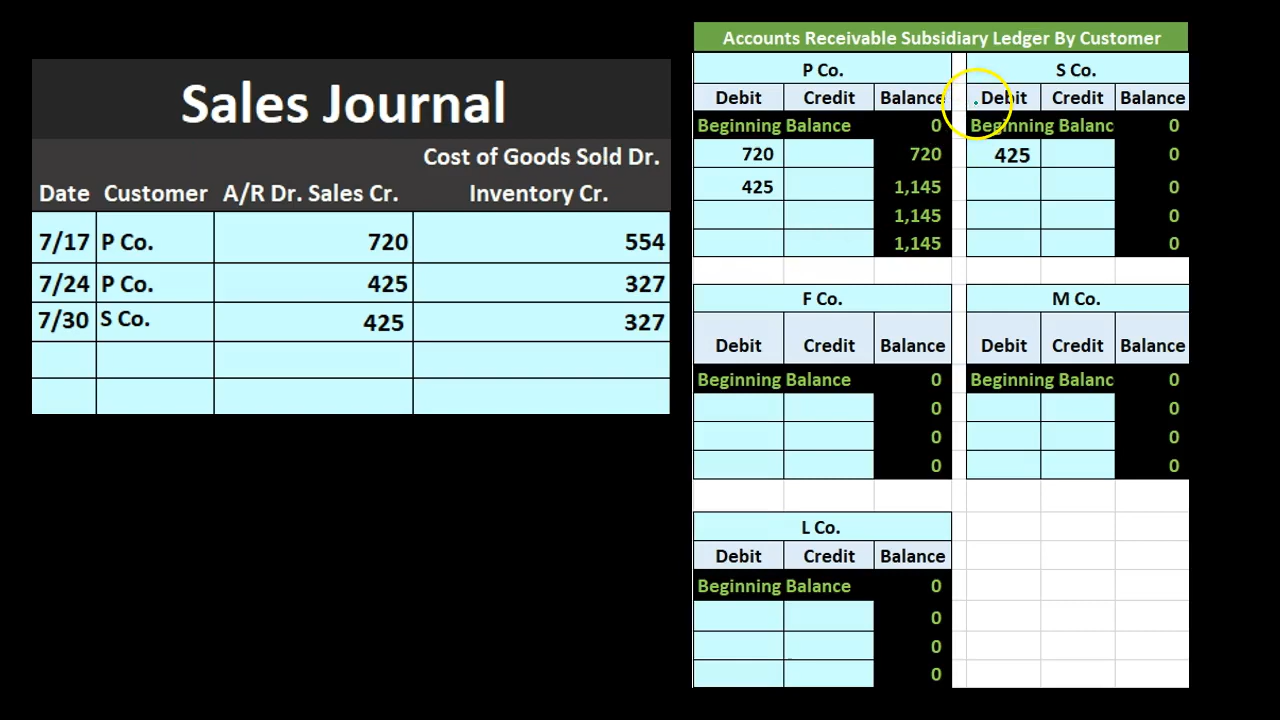 Sales Journal
Cost of Goods Sold Dr.
Date Customer A/R Dr. Sales Cr. Inventory Cr.
7/17 P Co. 720 554
7/24 P Co. 425 327
7/30 S Co. 425 327
Accounts Receivable Subsidiary Ledger By Customer
P Co. S Co.
Debit Credit Balance Debit Credit Balance
Beginning Balance 0 Beginning Balanc 0
720 720 425 0
425 1,145 0
1,145 0
1,145 0
F Co. M Co.
Debit Credit Balance Debit Credit Balance
Beginning Balance 0 Beginning Balanc 0
0 0
0 0
0 0
L Co.
Debit Credit Balance
Beginning Balance 0
0
0
0